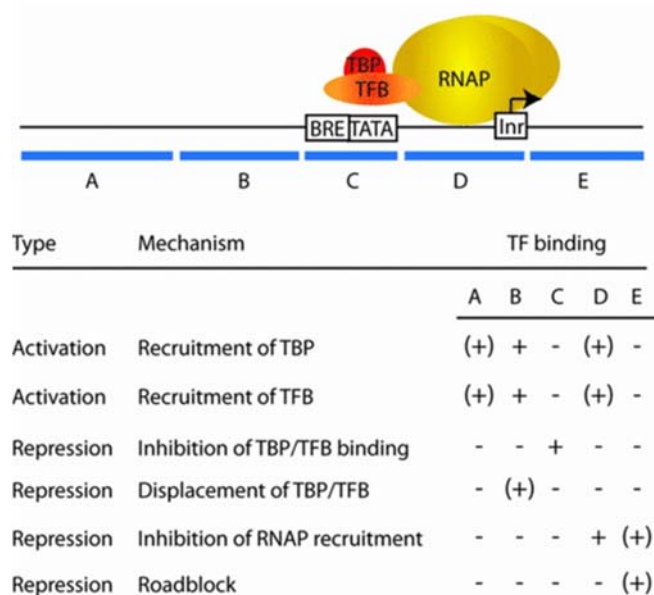 TBP
TFB
RNAP
BRE TATA Inr
A B C D E
Type Mechanism TF binding
A B C D E
Activation Recruitment of TBP (+) + - (+) -
Activation Recruitment of TFB (+) + - (+) -
Repression Inhibition of TBP/TFB binding - - + - -
Repression Displacement of TBP/TFB - (+) - - -
Repression Inhibition of RNAP recruitment - - - + (+)
Repression Roadblock - - - - (+)